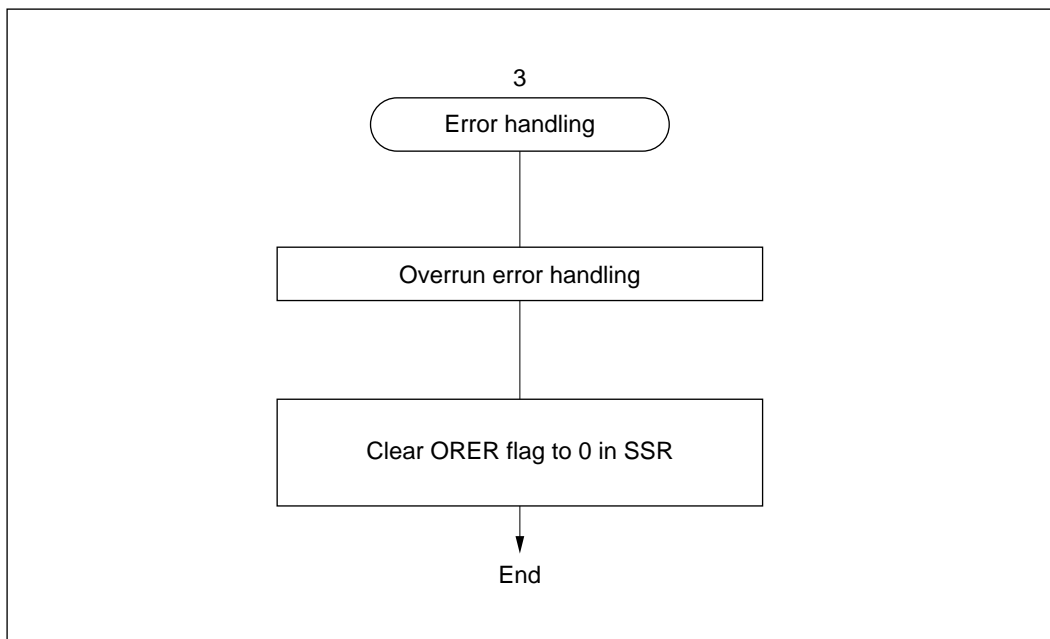 3
Error handling
Overrun error handling
Clear ORER flag to 0 in SSR
End